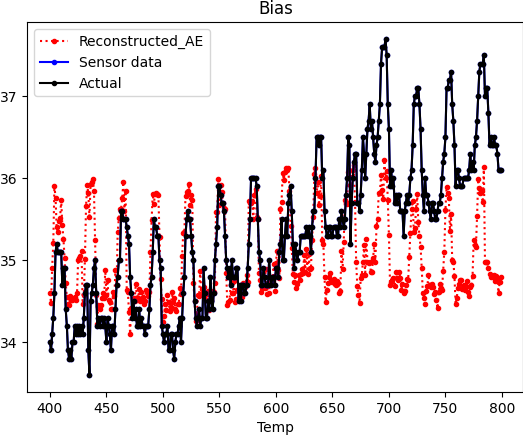 Bias
Reconstructed_AE
Sensor data
Actual
37
36
35
34
400 450 500 550 600 650 700 750 800
Temp